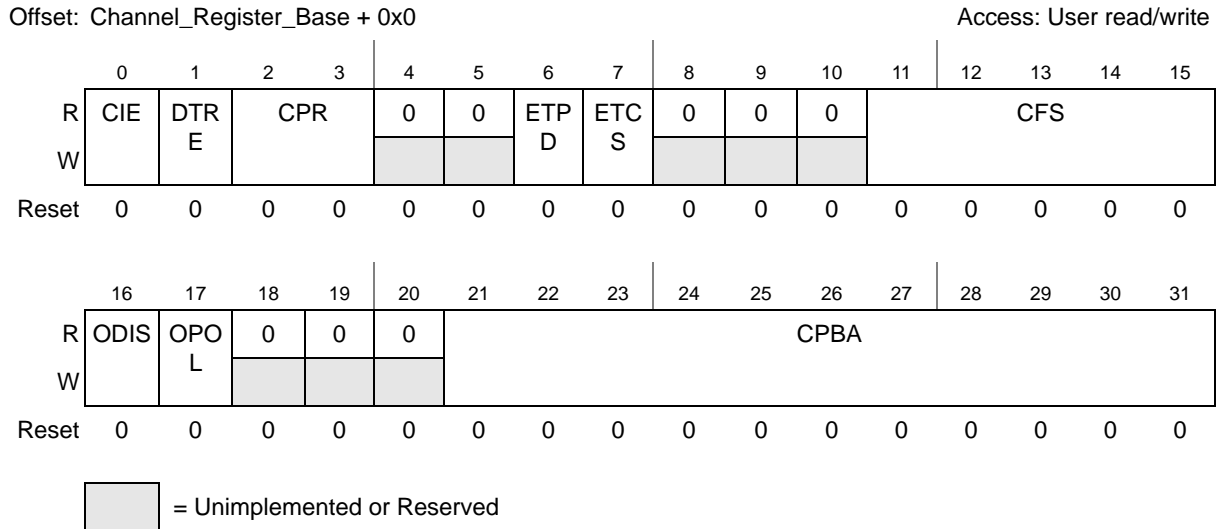 Offset: Channel_Register_Base + 0x0 Access: User read/write
0 1 2 3 4 5 6 7 8 9 10 11 12 13 14 15
R CIE DTR CPR 0 0 ETP ETC 0 0 0 CFS
E D S
W
Reset 0 0 0 0 0 0 0 0 0 0 0 0 0 0 0 0
16 17 18 19 20 21 22 23 24 25 26 27 28 29 30 31
R ODIS OPO 0 0 0 CPBA
L
W
Reset 0 0 0 0 0 0 0 0 0 0 0 0 0 0 0 0
= Unimplemented or Reserved